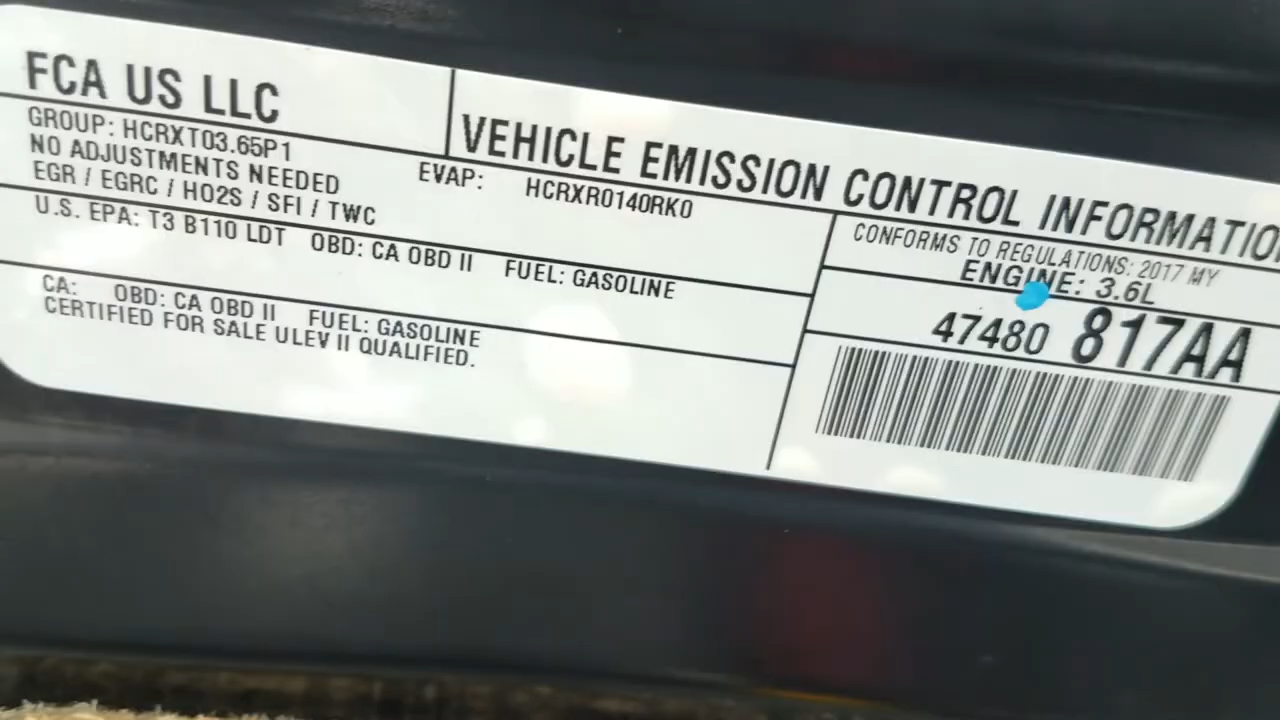 FCA US LLC
VEHICLE EMISSION CONTROL INFORMATIO
GROUP: HCRXT03.65P1
EVAP: HCRXR0140RK0
NO ADJUSTMENTS NEEDED
EGR / EGRC / HO2S / SFI / TWC
CONFORMS TO REGULATIONS: 2017 MY
U.S. EPA: T3 B110 LDT OBD: CA OBD II FUEL: GASOLINE
ENGINE: 3.6L
CA: OBD: CA OBD II FUEL: GASOLINE
CERTIFIED FOR SALE ULEV II QUALIFIED.
47480 817AA